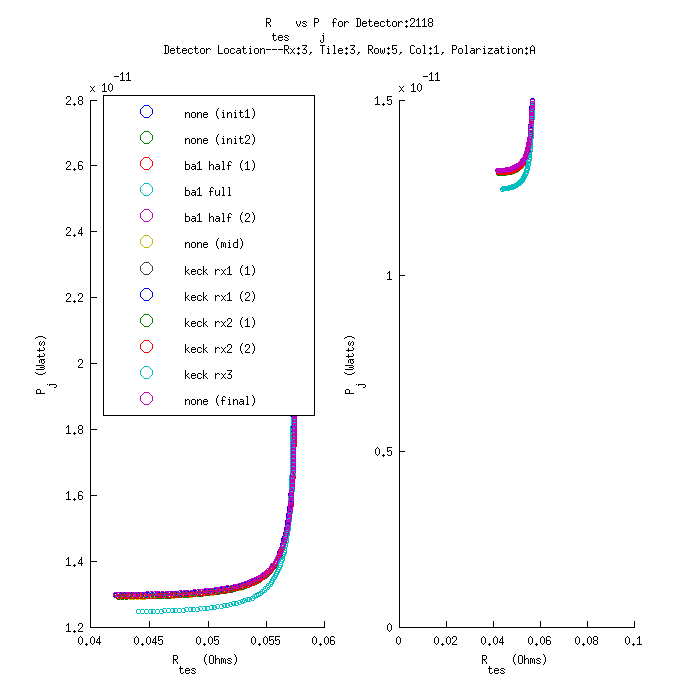 R tes vs P j for Detector:2118
Detector Location---Rx:3, Tile:3, Row:5, Col:1, Polarization:A
x 10^-11
2.8
2.6
2.4
2.2
2
1.8
1.6
1.4
1.2
P j (Watts)
none (init1)
none (init2)
ba1 half (1)
ba1 full
ba1 half (2)
none (mid)
keck rx1 (1)
keck rx1 (2)
keck rx2 (1)
keck rx2 (2)
keck rx3
none (final)
0.04 0.045 0.05 0.055 0.06
R tes (Ohms)
x 10^-11
1.5
1
0.5
0
P j (Watts)
0 0.02 0.04 0.06 0.08 0.1
R tes (Ohms)